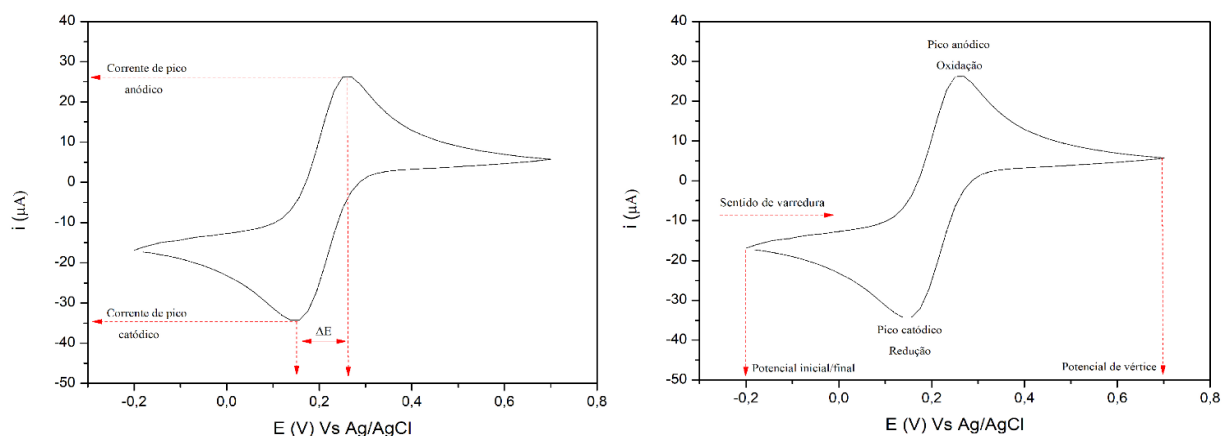 40
30
20
10
0
-10
-20
-30
-40
-50
i (µA)
Corrente de pico
anódico
Corrente de pico
catódico
ΔE
-0,2
0,0
0,2
0,4
0,6
0,8
E (V) Vs Ag/AgCl
40
30
20
10
0
-10
-20
-30
-40
-50
i (µA)
Pico anódico
Oxidação
Sentido de varredura
Pico catódico
Redução
Potencial inicial/final
Potencial de vértice
-0,2
0,0
0,2
0,4
0,6
0,8
E (V) Vs Ag/AgCl